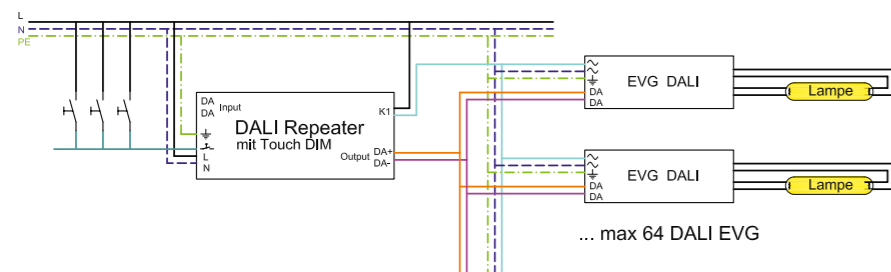 L
N
PE
DA
DA Input
K1
DALI Repeater
mit Touch DIM
L
N
Output DA+
DA-
EVG DALI
DA
DA
Lampe
EVG DALI
DA
DA
Lampe
... max 64 DALI EVG